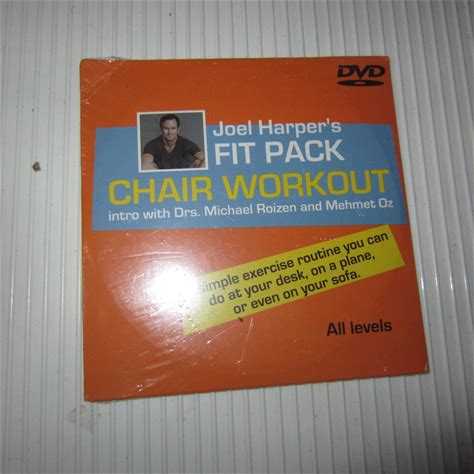 DVD
Joel Harper's
FIT PACK
CHAIR WORKOUT
intro with Drs. Michael Roizen and Mehmet Oz
simple exercise routine you can
do at your desk, on a plane,
or even on your sofa.
All levels